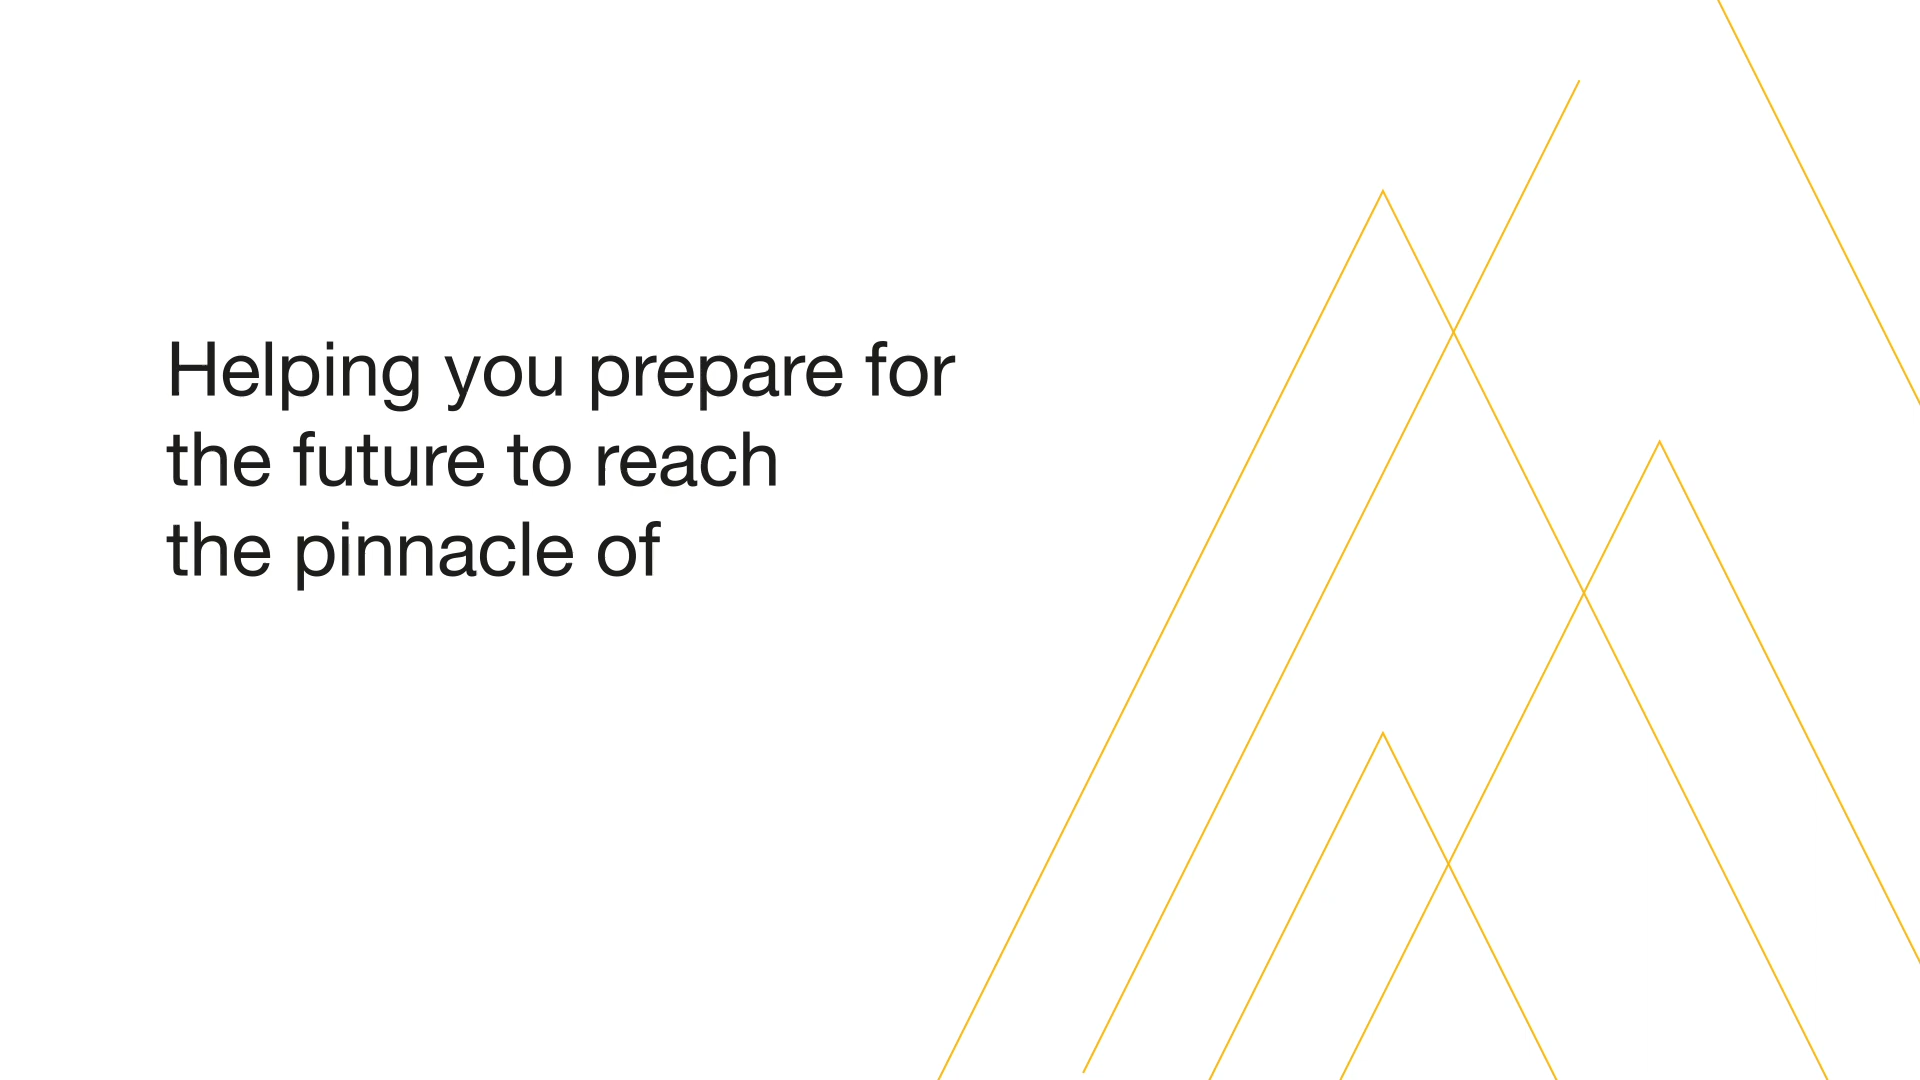 Helping you prepare for
the future to reach
the pinnacle of